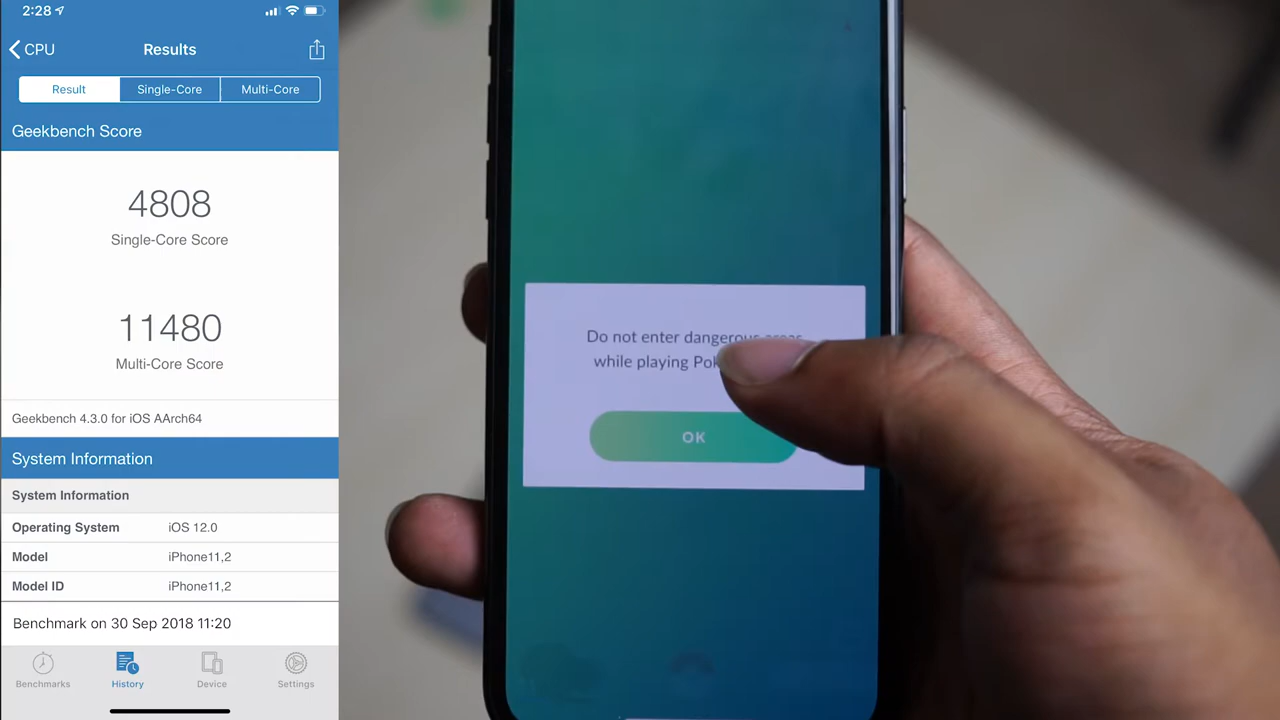 2:28
CPU
Results
Result
Single-Core
Multi-Core
Geekbench Score
4808
Single-Core Score
11480
Multi-Core Score
Geekbench 4.3.0 for iOS AArch64
System Information
System Information
Operating System iOS 12.0
Model iPhone11,2
Model ID iPhone11,2
Benchmark on 30 Sep 2018 11:20
Benchmarks
History
Device
Settings
Do not enter dangerous areas
while playing
OK